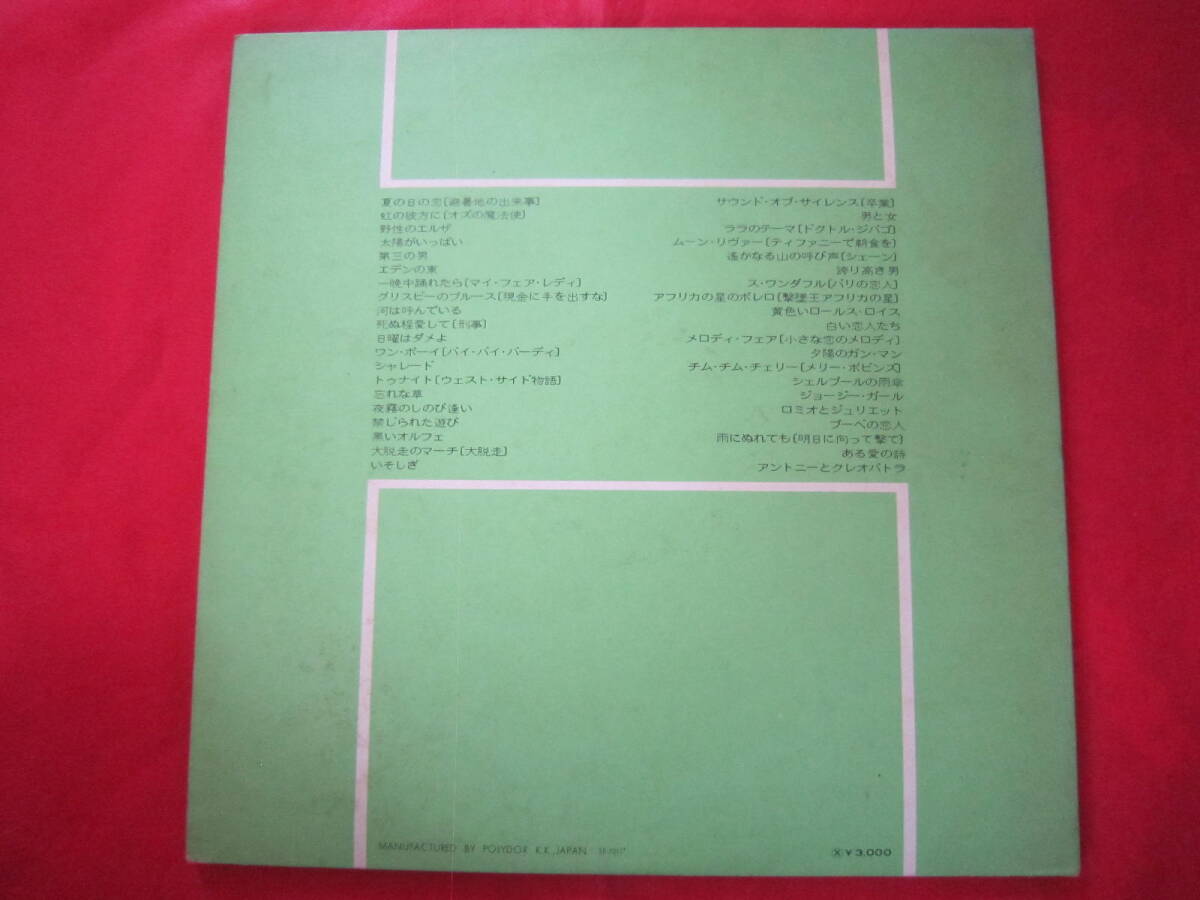 夏の日の恋[避暑地の出来事]
虹の彼方に[オズの魔法使]
野性のエルザ
太陽がいっぱい
第三の男
エデンの東
一晩中踊れたら[マイ・フェア・レディ]
グリスビーのブルース[現金に手を出すな]
河は呼んでいる
死ぬ程愛して[刑事]
日曜はダメよ
ワン・ボーイ[バイ・バイ・バーディ]
シャレード
トゥナイト[ウェスト・サイド物語]
忘れな草
夜霧のしのび逢い
禁じられた遊び
黒いオルフェ
大脱走のマーチ[大脱走]
いそしぎ
サウンド・オブ・サイレンス[卒業]
男と女
ララのテーマ[ドクトル・ジバゴ]
ムーン・リヴァー[ティファニーで朝食を]
遙かなる山の呼び声[シェーン]
誇り高き男
ス・ワンダフル[パリの恋人]
アフリカの星のボレロ[撃墜王アフリカの星]
黄色いロールス・ロイス
白い恋人たち
メロディ・フェア[小さな恋のメロディ]
夕陽のガン・マン
チム・チム・チェリー[メリー・ポピンズ]
シェルブールの雨傘
ジョージー・ガール
ロミオとジュリエット
ブーベの恋人
雨にぬれても[明日に向って撃て]
ある愛の詩
アントニーとクレオパトラ
MANUFACTURED BY POLYDOR K.K., JAPAN
Ⓧ ¥3,000